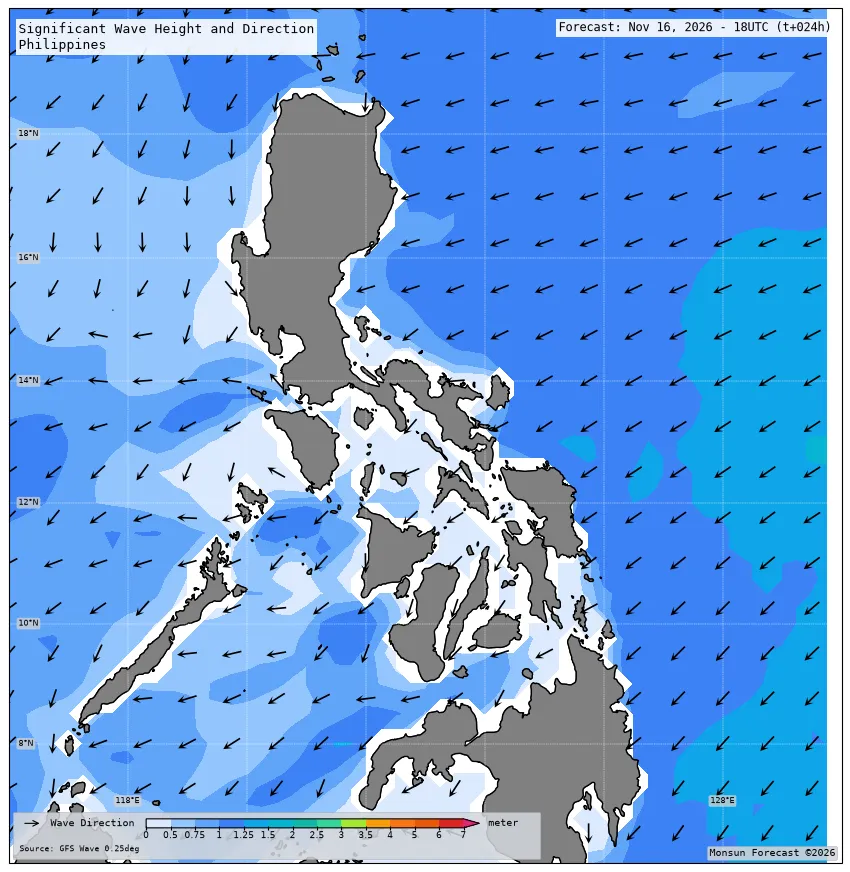 Significant Wave Height and Direction
Philippines
Forecast: Nov 16, 2026 - 18UTC (t+024h)
18°N
16°N
14°N
12°N
10°N
8°N
118°E
128°E
Wave Direction
meter
0 0.5 0.75 1 1.25 1.5 2 2.5 3 3.5 4 5 6 7
Source: GFS Wave 0.25deg
Monsun Forecast ©2026